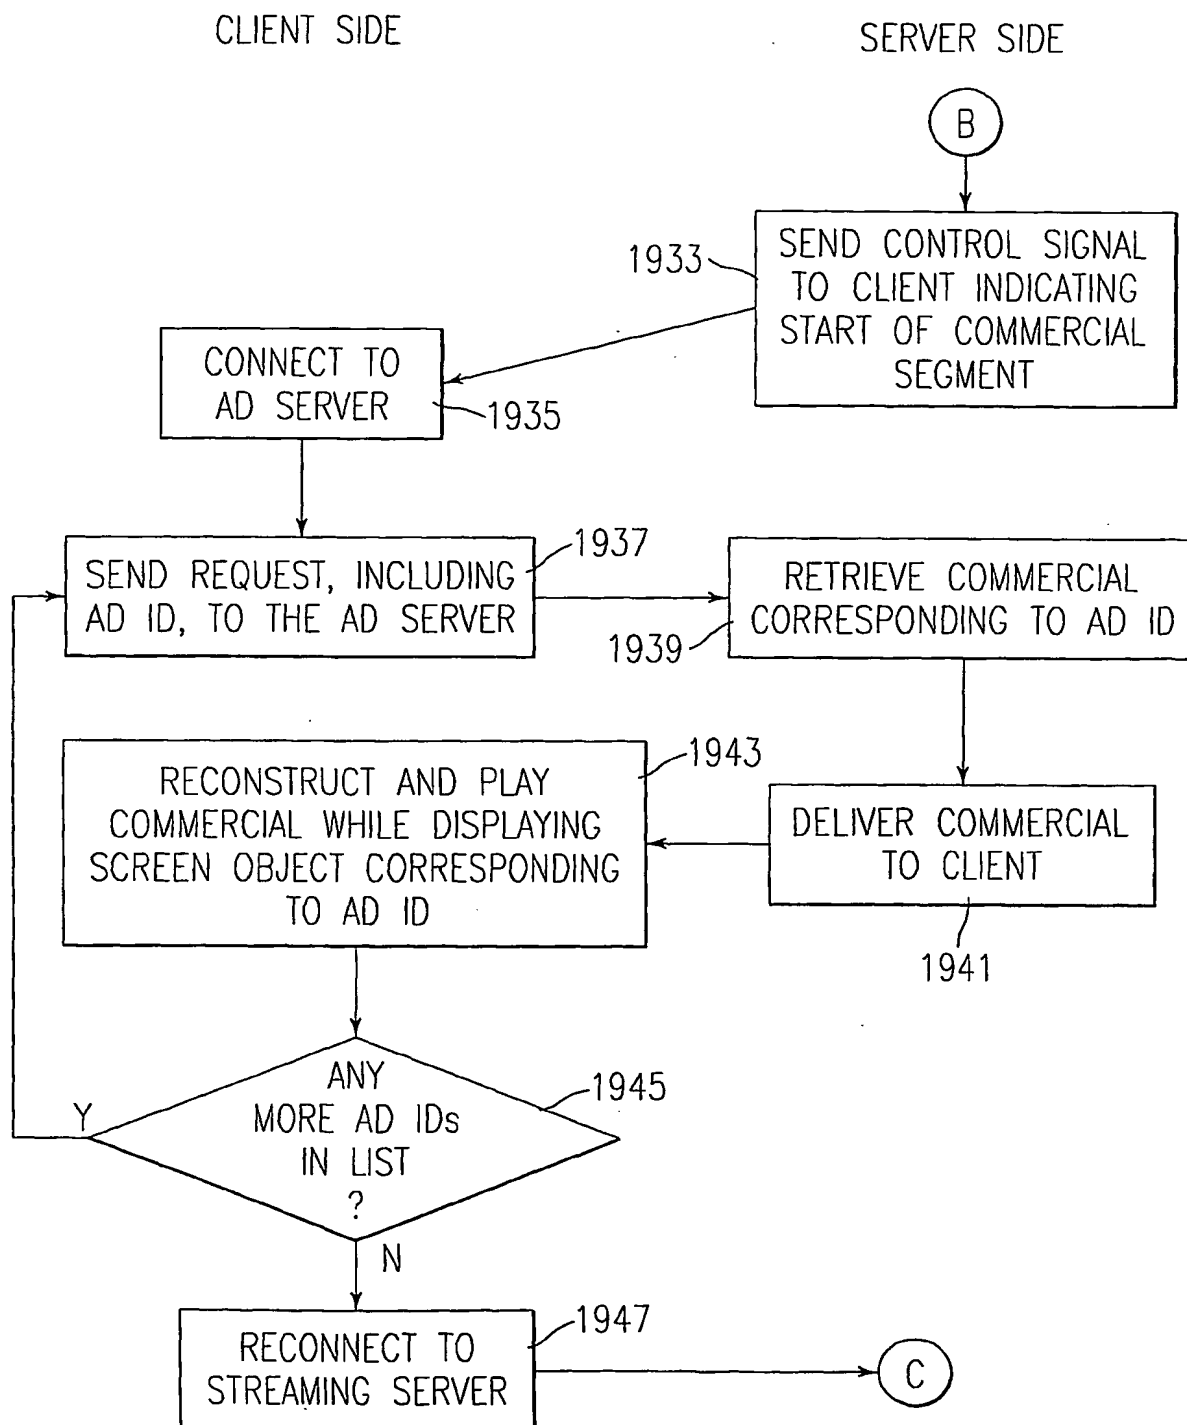 CLIENT SIDE
SERVER SIDE
B
SEND CONTROL SIGNAL
TO CLIENT INDICATING
START OF COMMERCIAL
SEGMENT
1933
CONNECT TO
AD SERVER
1935
SEND REQUEST, INCLUDING
AD ID, TO THE AD SERVER
1937
RETRIEVE COMMERCIAL
CORRESPONDING TO AD ID
1939
DELIVER COMMERCIAL
TO CLIENT
1941
RECONSTRUCT AND PLAY
COMMERCIAL WHILE DISPLAYING
SCREEN OBJECT CORRESPONDING
TO AD ID
1943
ANY
MORE AD IDs
IN LIST
?
1945
Y
N
RECONNECT TO
STREAMING SERVER
1947
C